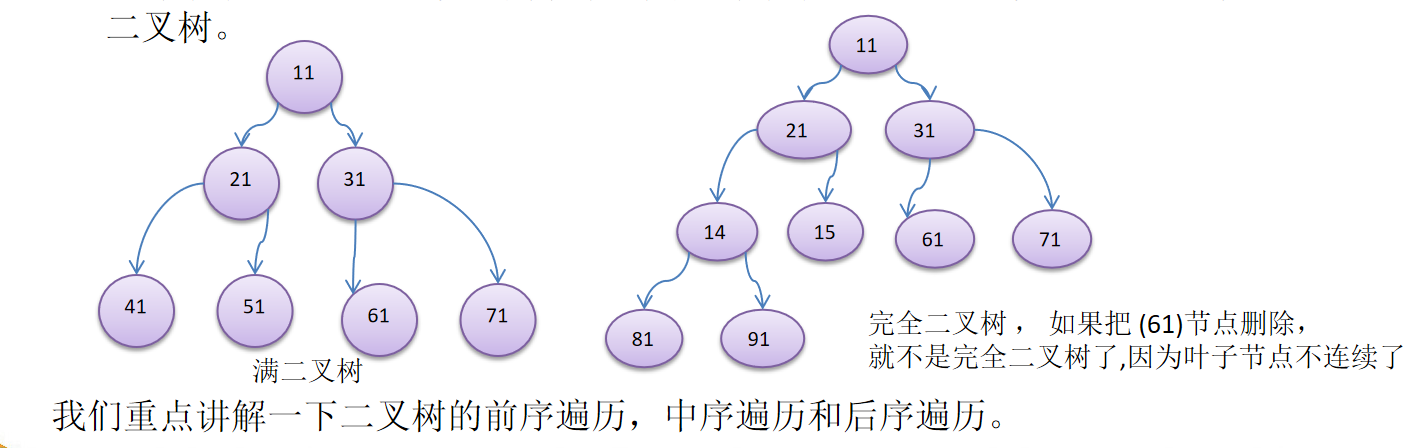 二叉树。
11
21 31
41 51 61 71
满二叉树
11
21 31
14 15 61 71
81 91
完全二叉树 ， 如果把 (61)节点删除，
就不是完全二叉树了,因为叶子节点不连续了
我们重点讲解一下二叉树的前序遍历，中序遍历和后序遍历。